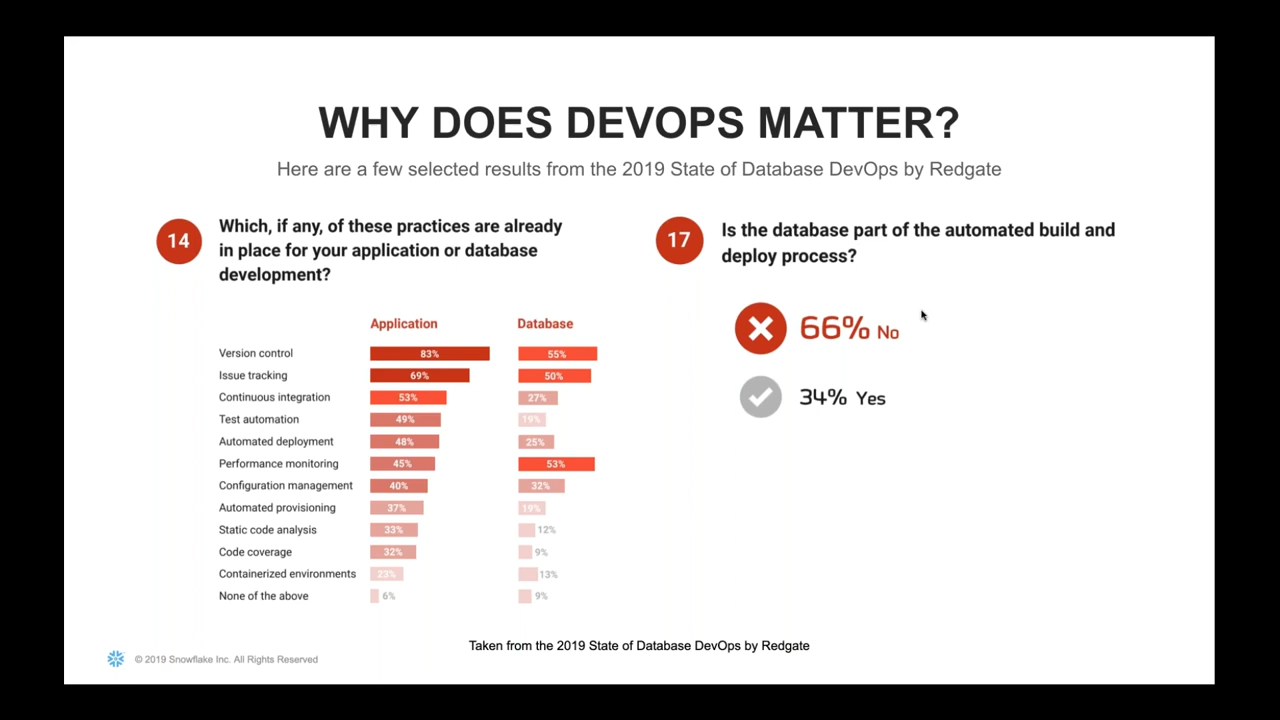 WHY DOES DEVOPS MATTER?
Here are a few selected results from the 2019 State of Database DevOps by Redgate
14
Which, if any, of these practices are already
in place for your application or database
development?
Application Database
Version control 83% 55%
Issue tracking 69% 50%
Continuous integration 53% 27%
Test automation 49% 19%
Automated deployment 48% 25%
Performance monitoring 45% 53%
Configuration management 40% 32%
Automated provisioning 37% 19%
Static code analysis 33% 12%
Code coverage 32% 9%
Containerized environments 23% 13%
None of the above 6% 9%
17
Is the database part of the automated build and
deploy process?
66% No
34% Yes
Taken from the 2019 State of Database DevOps by Redgate
© 2019 Snowflake Inc. All Rights Reserved